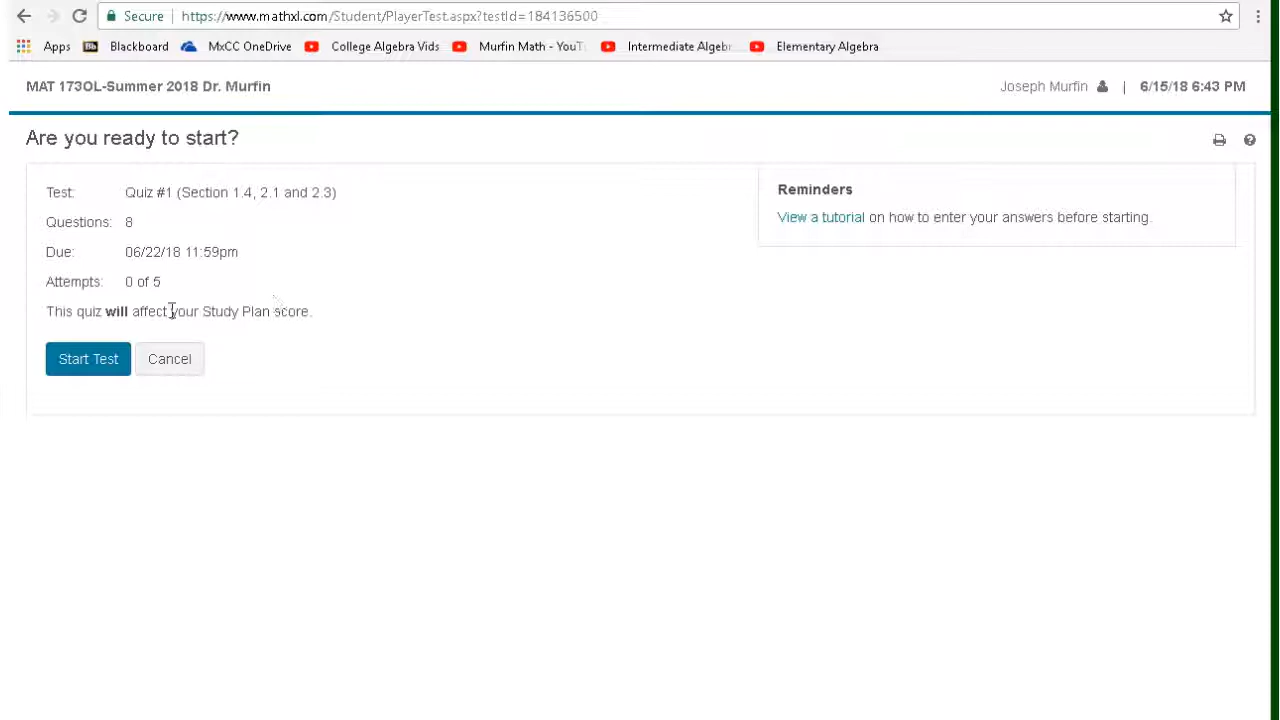 Secure | https://www.mathxl.com/Student/PlayerTest.aspx?testId=184136500
Apps Bb Blackboard MxCC OneDrive College Algebra Vids Murfin Math - YouT Intermediate Algebr Elementary Algebra
MAT 173OL-Summer 2018 Dr. Murfin Joseph Murfin | 6/15/18 6:43 PM
Are you ready to start?
Test: Quiz #1 (Section 1.4, 2.1 and 2.3)
Questions: 8
Due: 06/22/18 11:59pm
Attempts: 0 of 5
This quiz will affect your Study Plan score.
Start Test Cancel
Reminders
View a tutorial on how to enter your answers before starting.